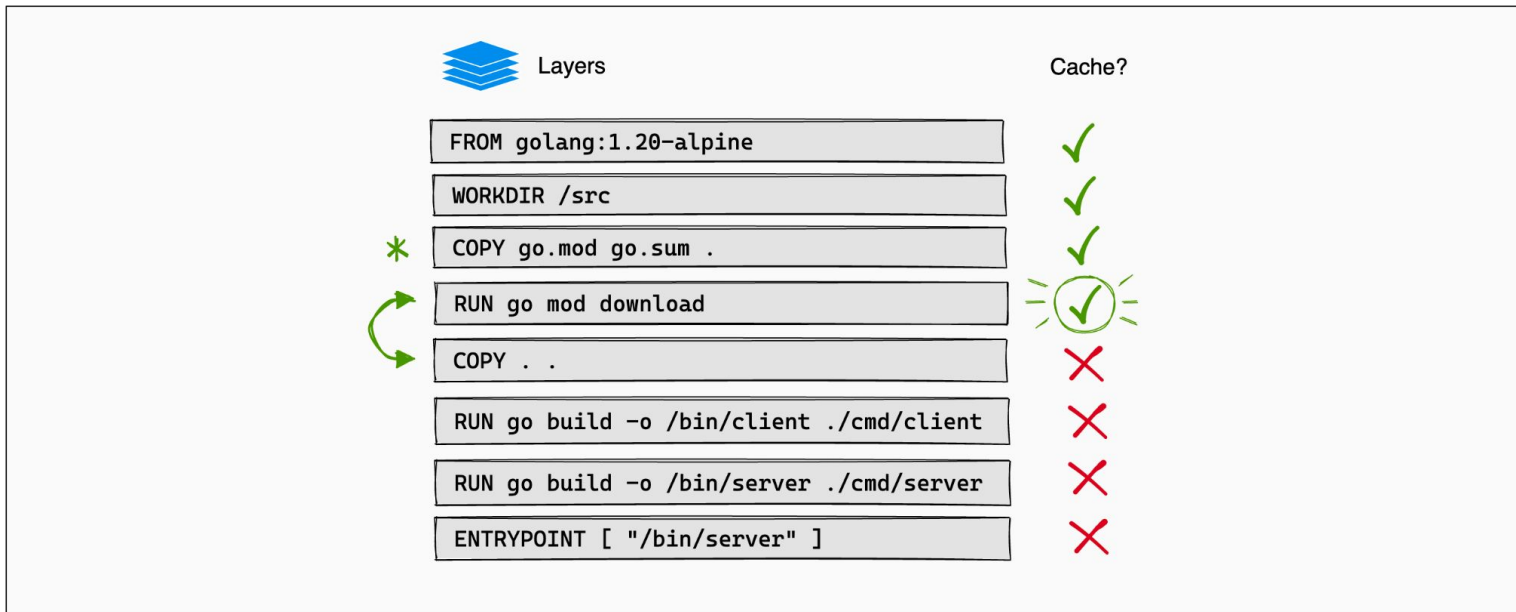 Layers
Cache?
FROM golang:1.20-alpine
WORKDIR /src
COPY go.mod go.sum .
RUN go mod download
COPY . .
RUN go build -o /bin/client ./cmd/client
RUN go build -o /bin/server ./cmd/server
ENTRYPOINT [ "/bin/server" ]